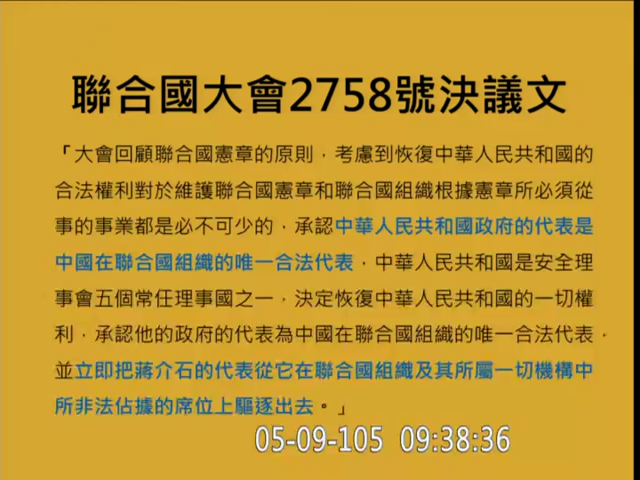 聯合國大會2758號決議文
「大會回顧聯合國憲章的原則，考慮到恢復中華人民共和國的
合法權利對於維護聯合國憲章和聯合國組織根據憲章所必須從
事的事業都是必不可少的，承認中華人民共和國政府的代表是
中國在聯合國組織的唯一合法代表，中華人民共和國是安全理
事會五個常任理事國之一，決定恢復中華人民共和國的一切權
利，承認他的政府的代表為中國在聯合國組織的唯一合法代表，
並立即把蔣介石的代表從它在聯合國組織及其所屬一切機構中
所非法佔據的席位上驅逐出去。」
05-09-105 09:38:36